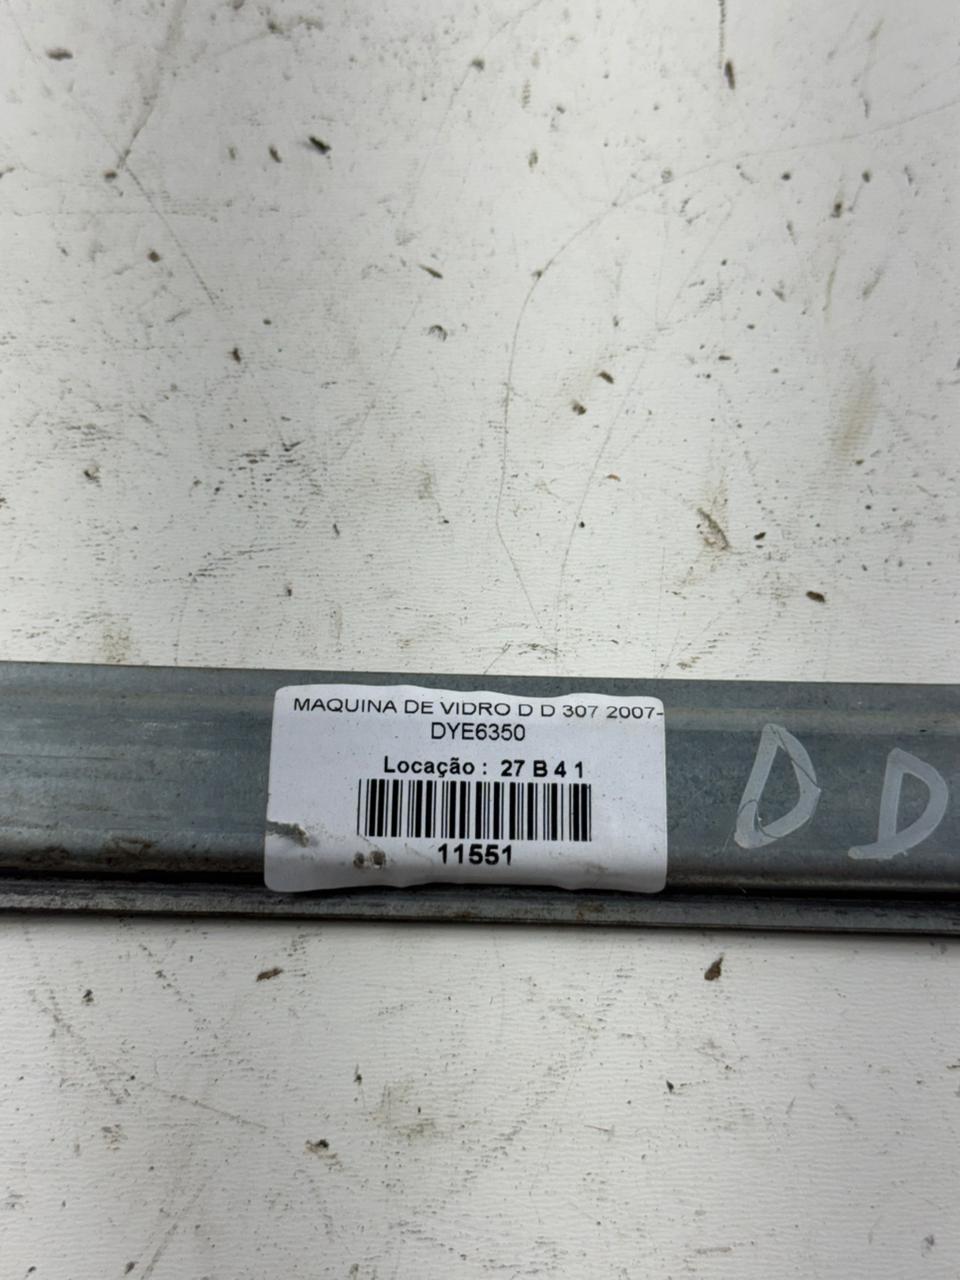 MAQUINA DE VIDRO D D 307 2007-
DYE6350
Locação : 27 B 4 1
11551
D D